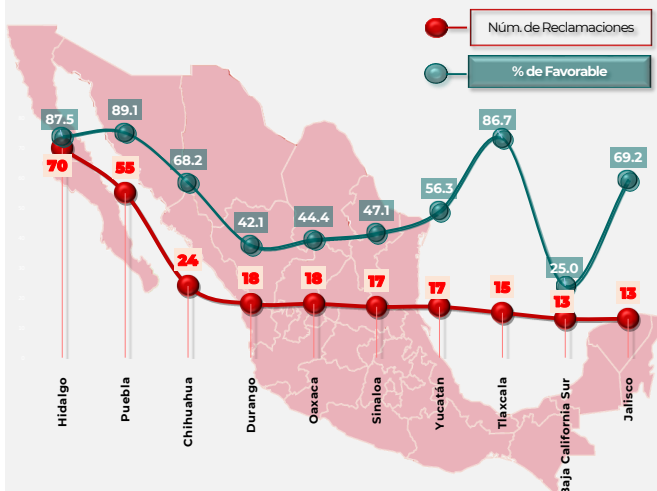 Núm. de Reclamaciones
% de Favorable
87.5
89.1
68.2
42.1
44.4
47.1
56.3
86.7
25.0
69.2
70
55
24
18
18
17
17
15
13
13
Hidalgo
Puebla
Chihuahua
Durango
Oaxaca
Sinaloa
Yucatán
Tlaxcala
Baja California Sur
Jalisco